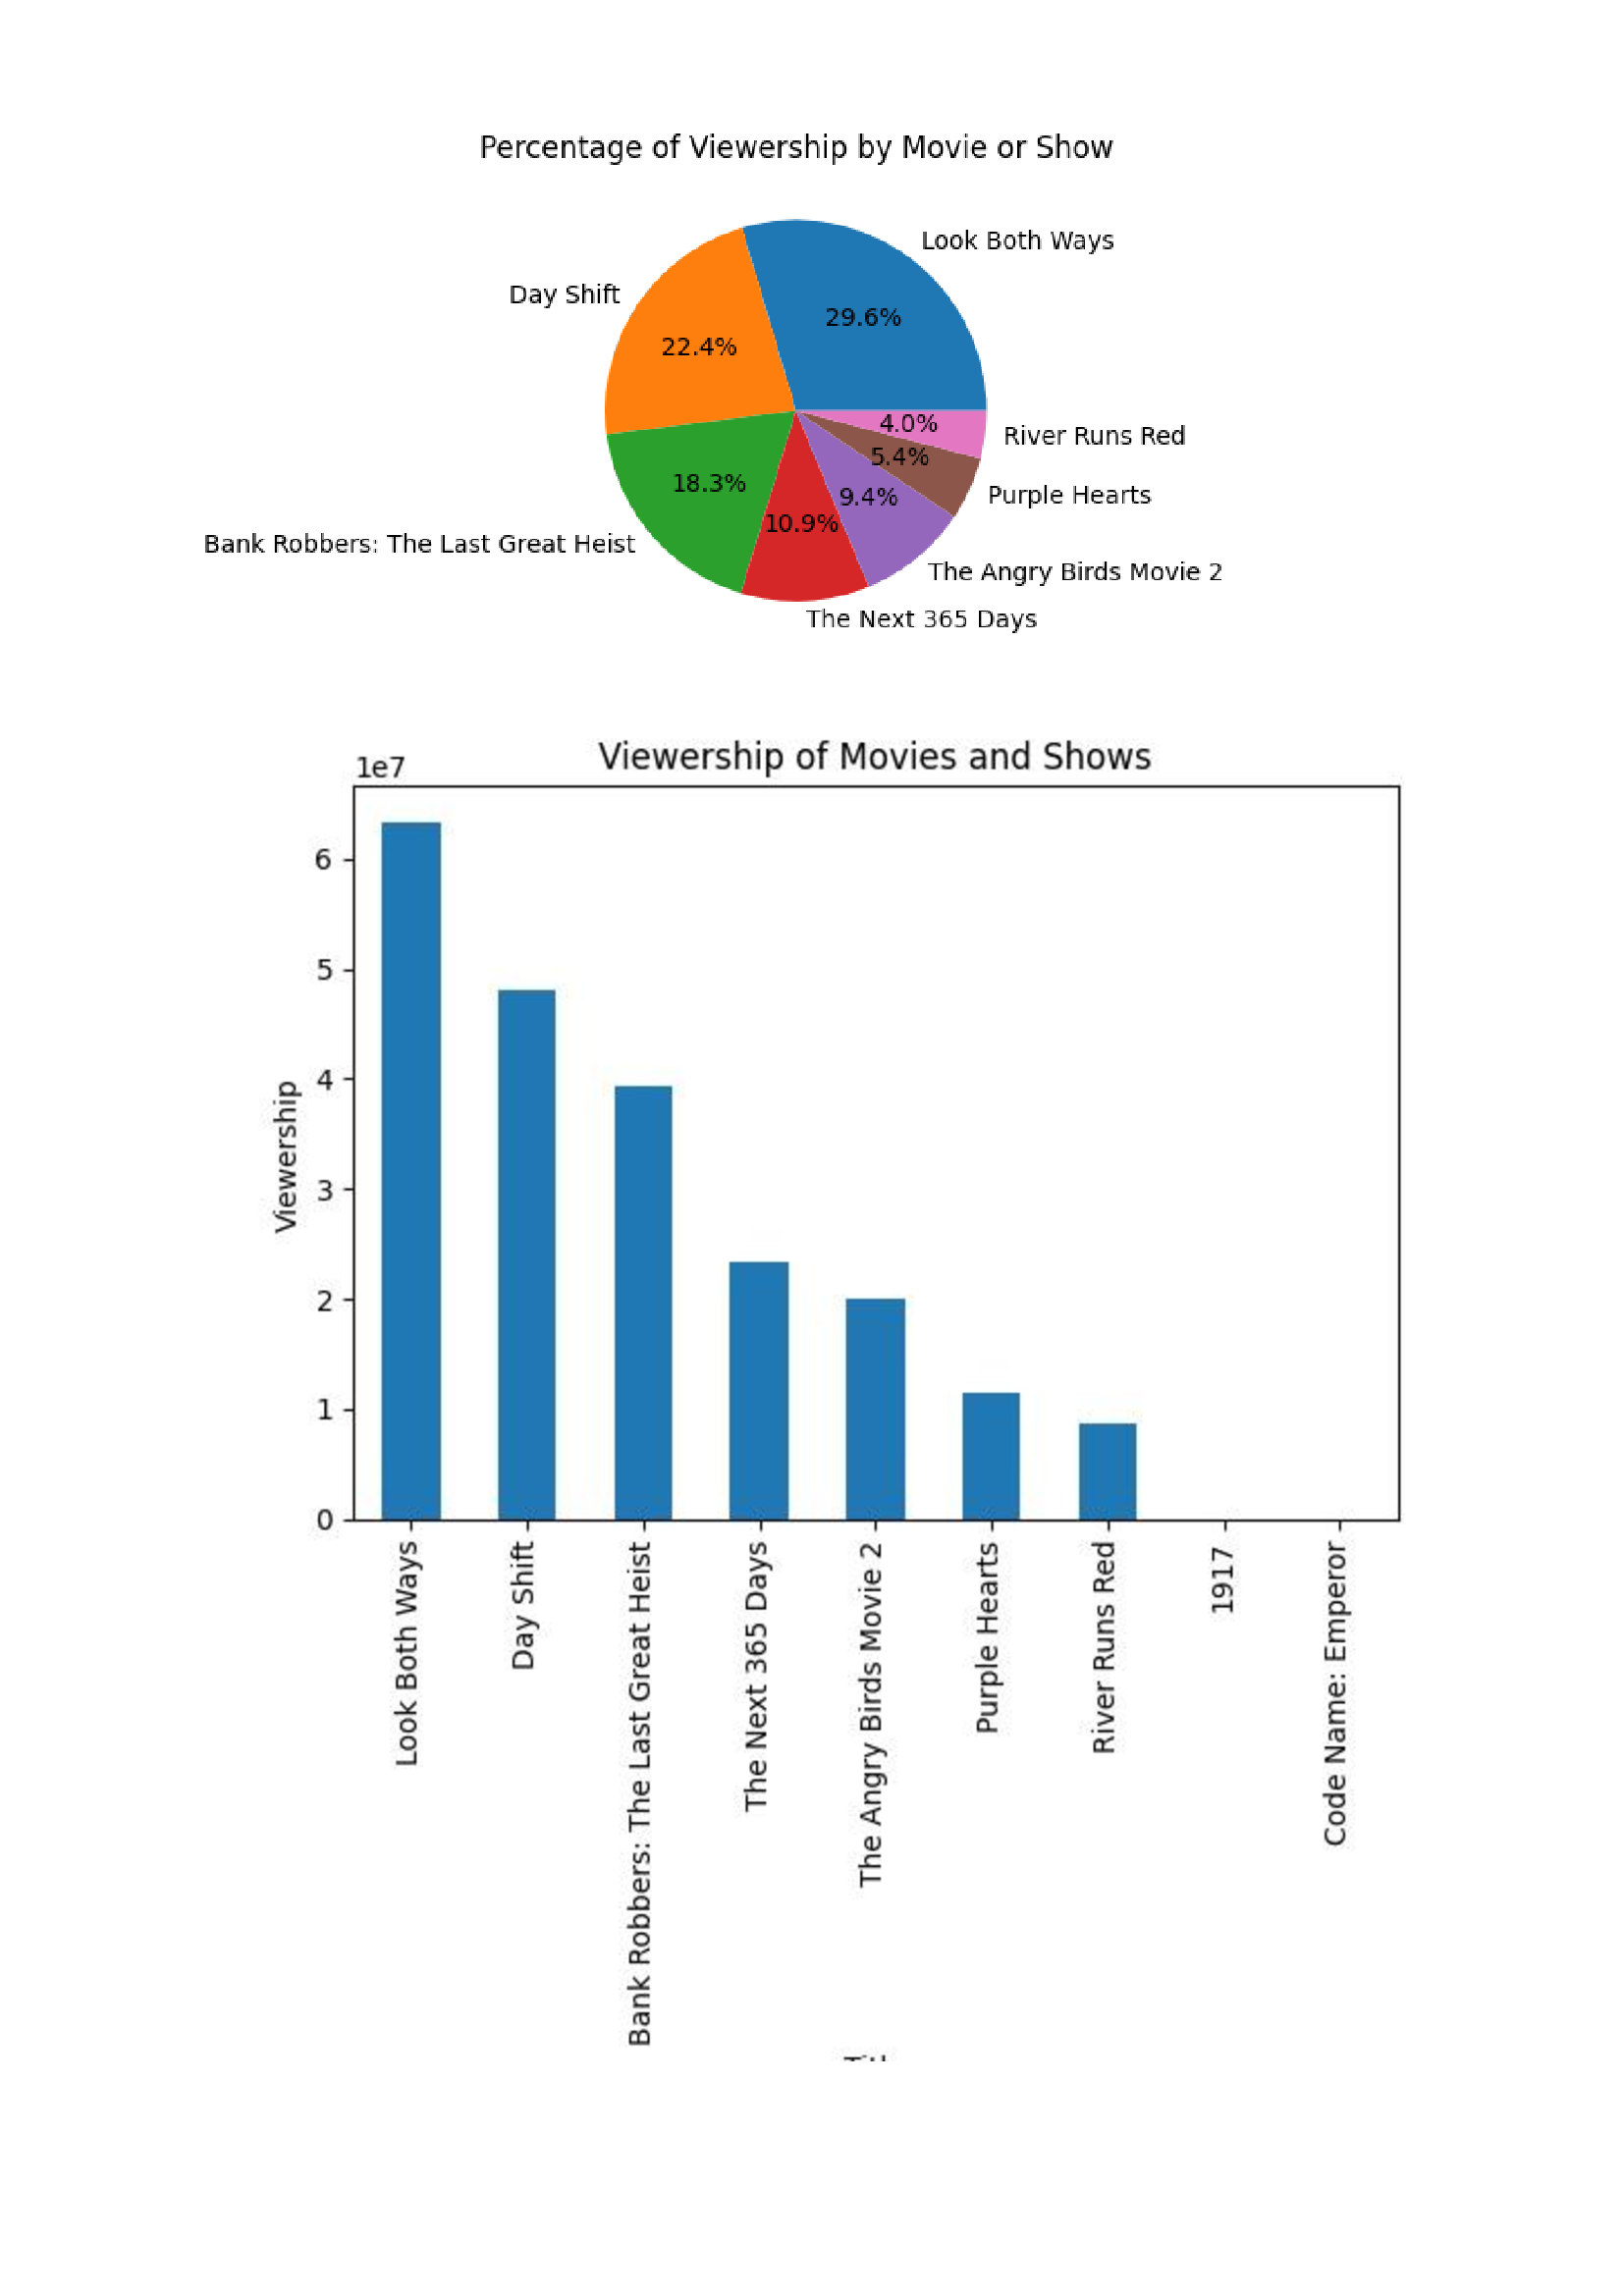 Percentage of Viewership by Movie or Show
Look Both Ways
Day Shift
29.6%
22.4%
4.0%
River Runs Red
5.4%
18.3%
9.4%
Purple Hearts
10.9%
Bank Robbers: The Last Great Heist
The Angry Birds Movie 2
The Next 365 Days
Viewership of Movies and Shows
1e7
6
5
4
3
2
1
0
Viewership
Look Both Ways
Day Shift
Bank Robbers: The Last Great Heist
The Next 365 Days
The Angry Birds Movie 2
Purple Hearts
River Runs Red
1917
Code Name: Emperor